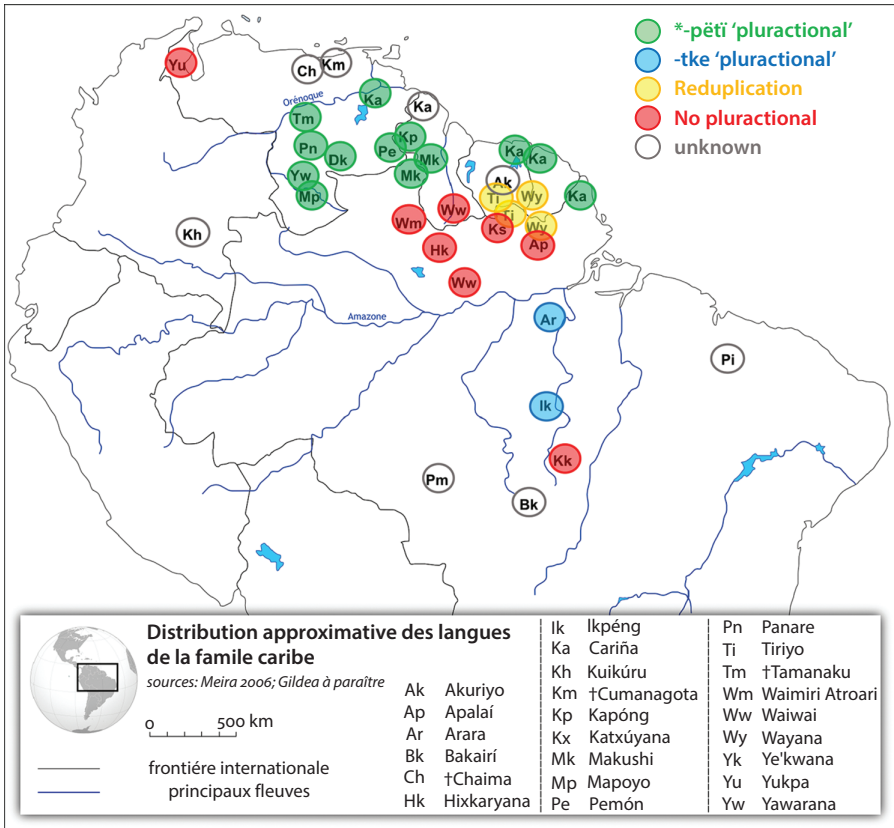 *-pëtï ‘pluractional’
-tke ‘pluractional’
Reduplication
No pluractional
unknown
Yu
Ch
Km
Orénoque
Ka
Ka
Tm
Kp
Pn
Dk
Pe
Mk
Ka
Ka
Mk
Yw
Mp
Ak
Ti
Wy
Ka
Ww
Ti
Wm
Ks
Wy
Kh
Hk
Ap
Ww
Amazone
Ar
Pi
Ik
Kk
Pm
Bk
Distribution approximative des langues
de la famile caribe
sources: Meira 2006; Gildea à paraître
0 500 km
frontiére internationale
principaux fleuves
Ak Akuriyo
Ap Apalaí
Ar Arara
Bk Bakairí
Ch †Chaima
Hk Hixkaryana
Ik Ikpéng
Ka Cariña
Kh Kuikúru
Km †Cumanagota
Kp Kapóng
Kx Katxúyana
Mk Makushi
Mp Mapoyo
Pe Pemón
Pn Panare
Ti Tiriyo
Tm †Tamanaku
Wm Waimiri Atroari
Ww Waiwai
Wy Wayana
Yk Ye'kwana
Yu Yukpa
Yw Yawarana